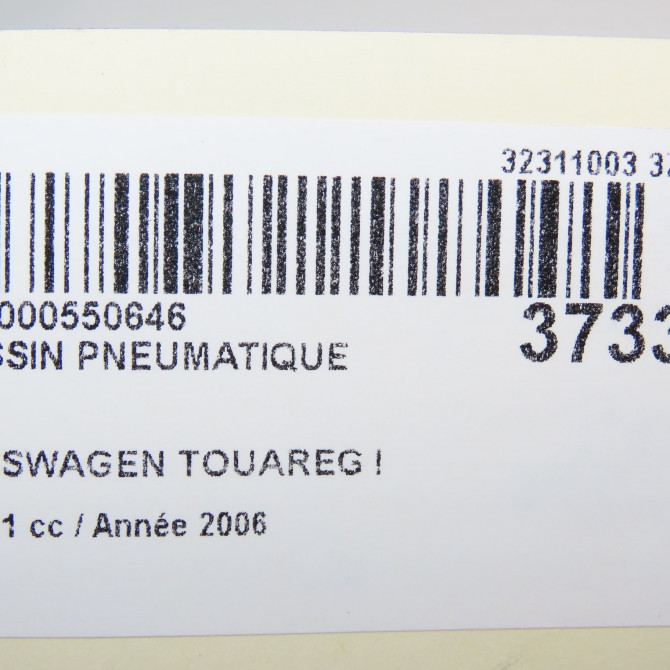 32311003 32
000550646
3733
SSIN PNEUMATIQUE
SWAGEN TOUAREG I
1 cc / Année 2006